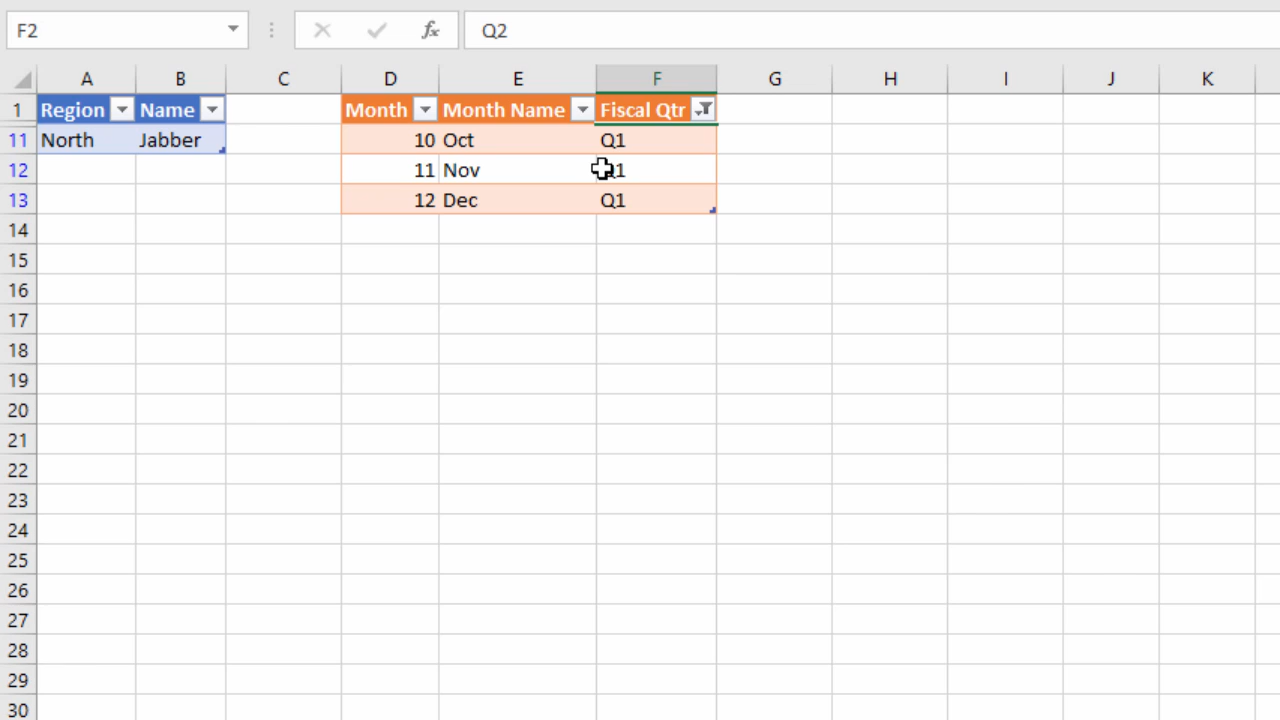 F2 fx Q2
A B C D E F G H I J K
1 Region Name Month Month Name Fiscal Qtr
11 North Jabber 10 Oct Q1
12 11 Nov Q1
13 12 Dec Q1
14
15
16
17
18
19
20
21
22
23
24
25
26
27
28
29
30